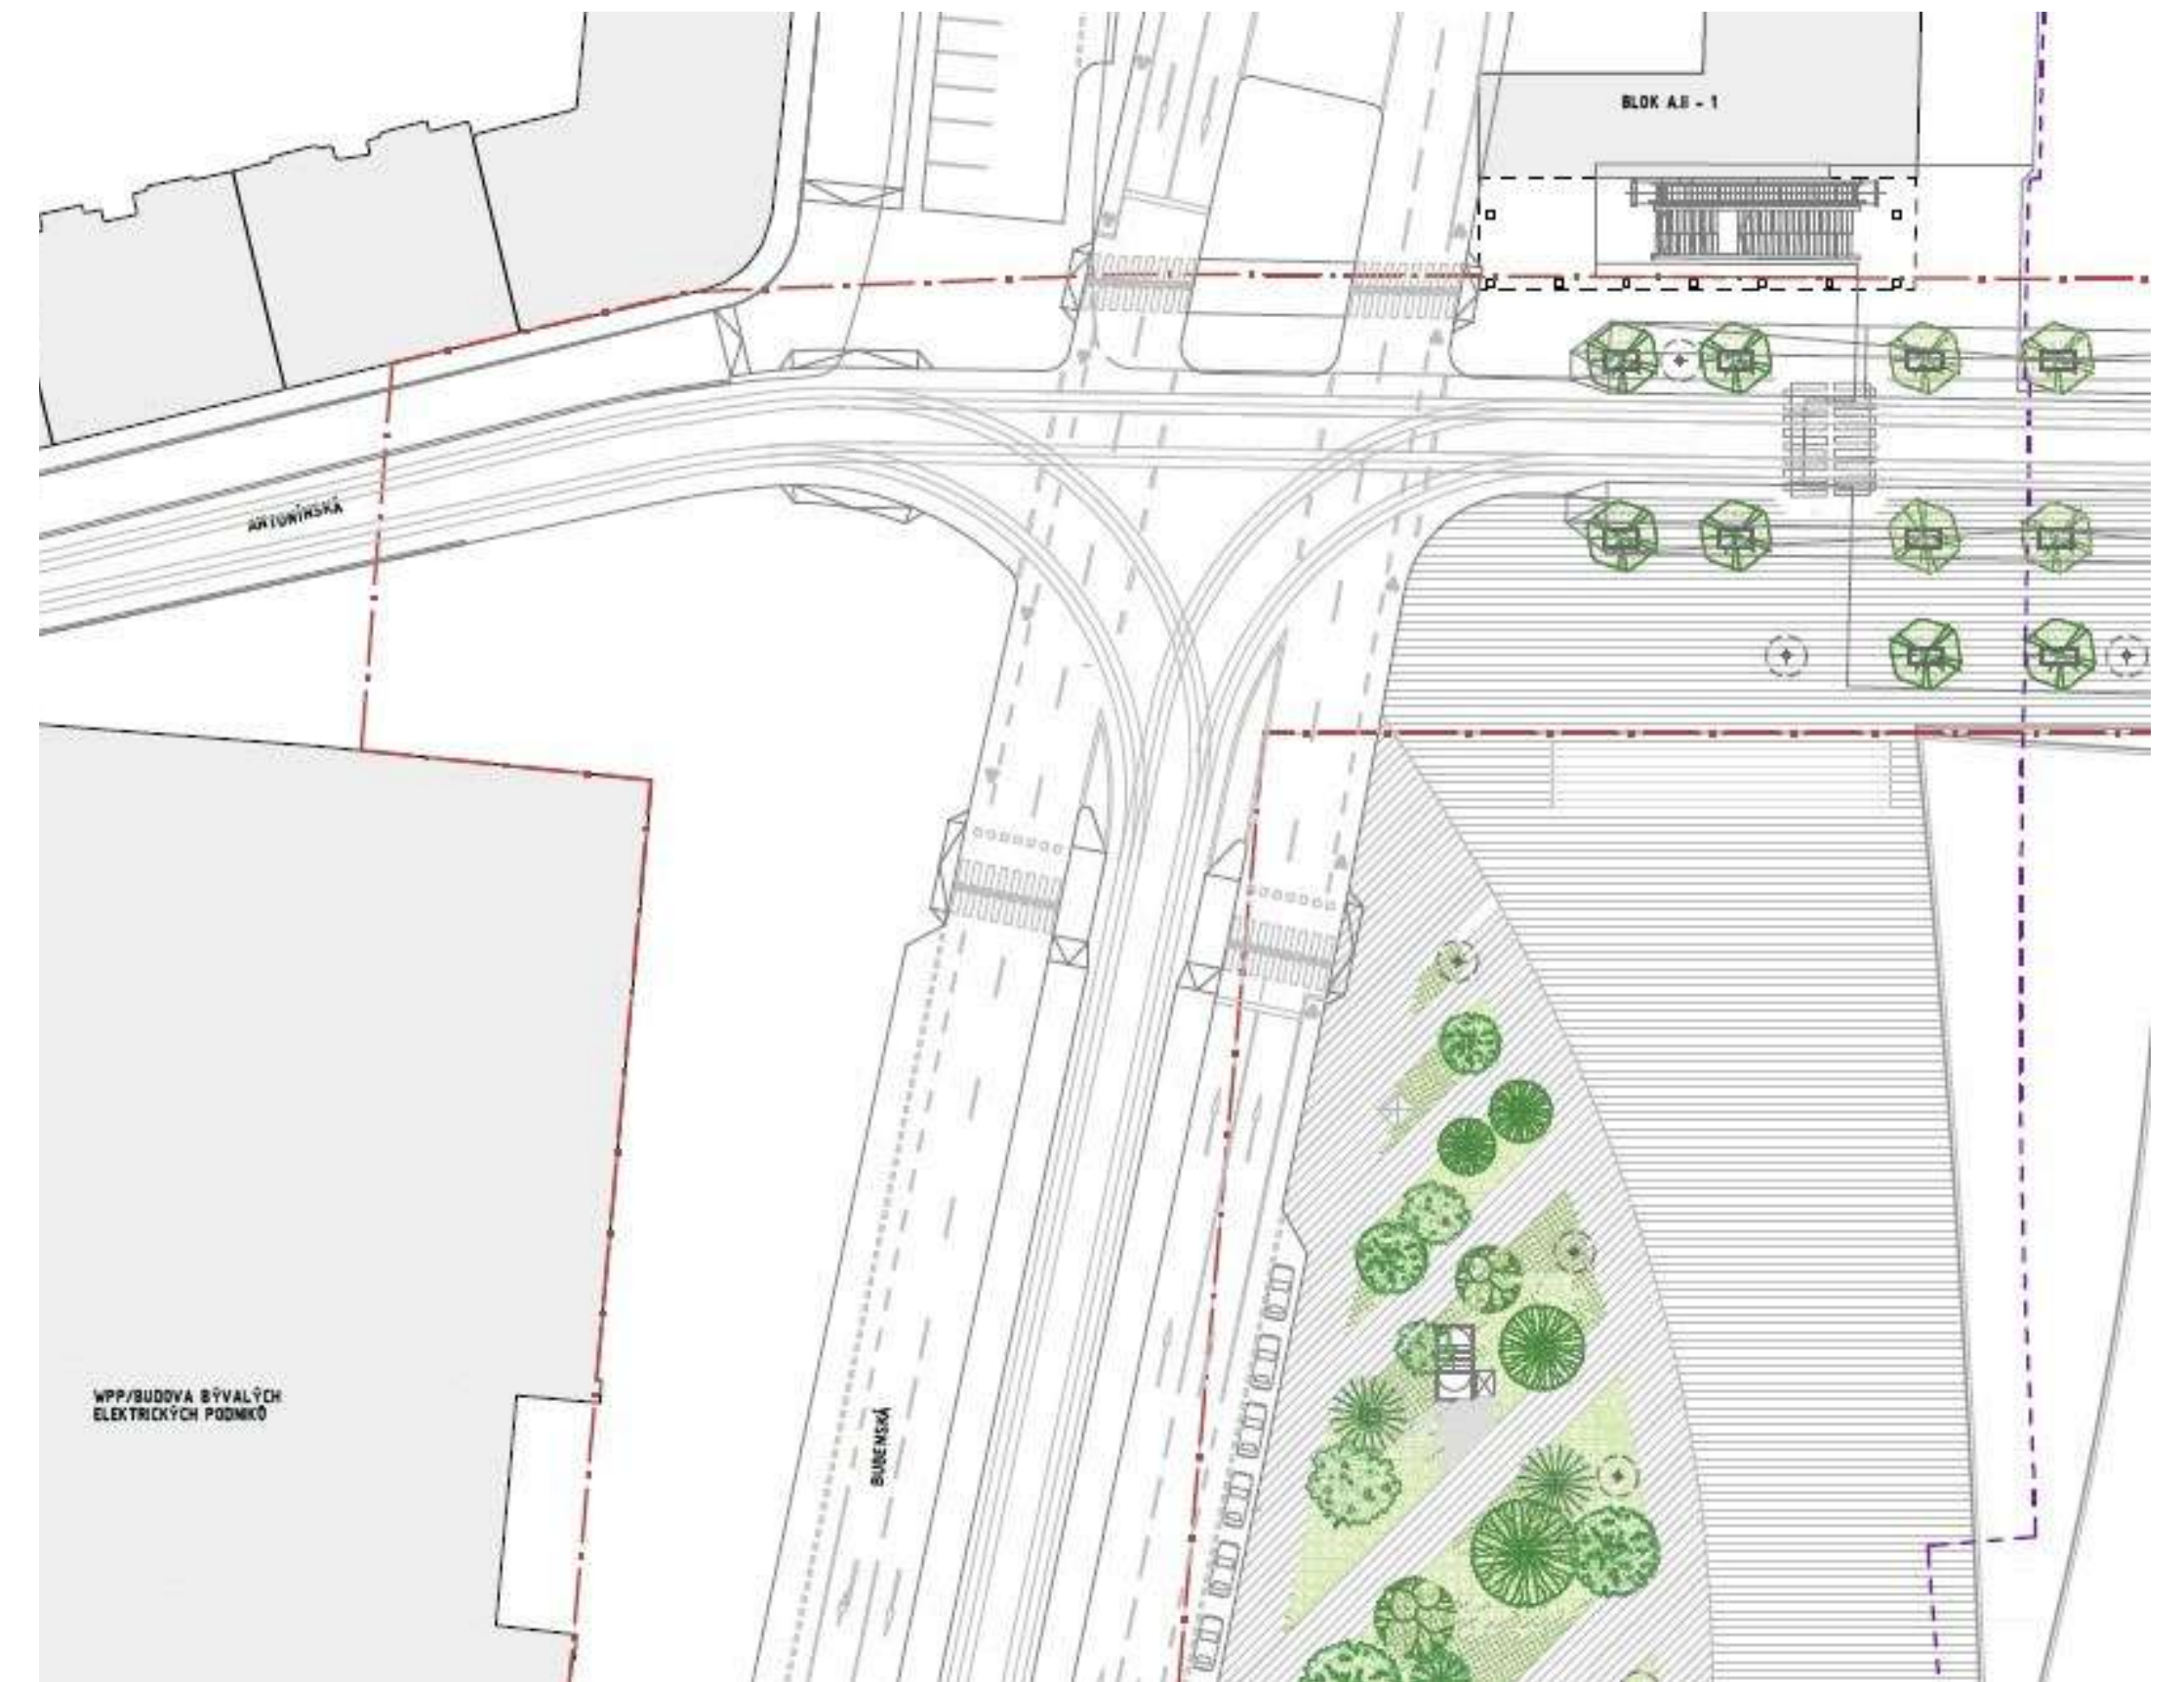 BLOK A.II - 1
ANTONÍNSKÁ
WPP/BUDOVA BÝVALÝCH
ELEKTRICKÝCH PODNIKŮ
BUBENSKÁ